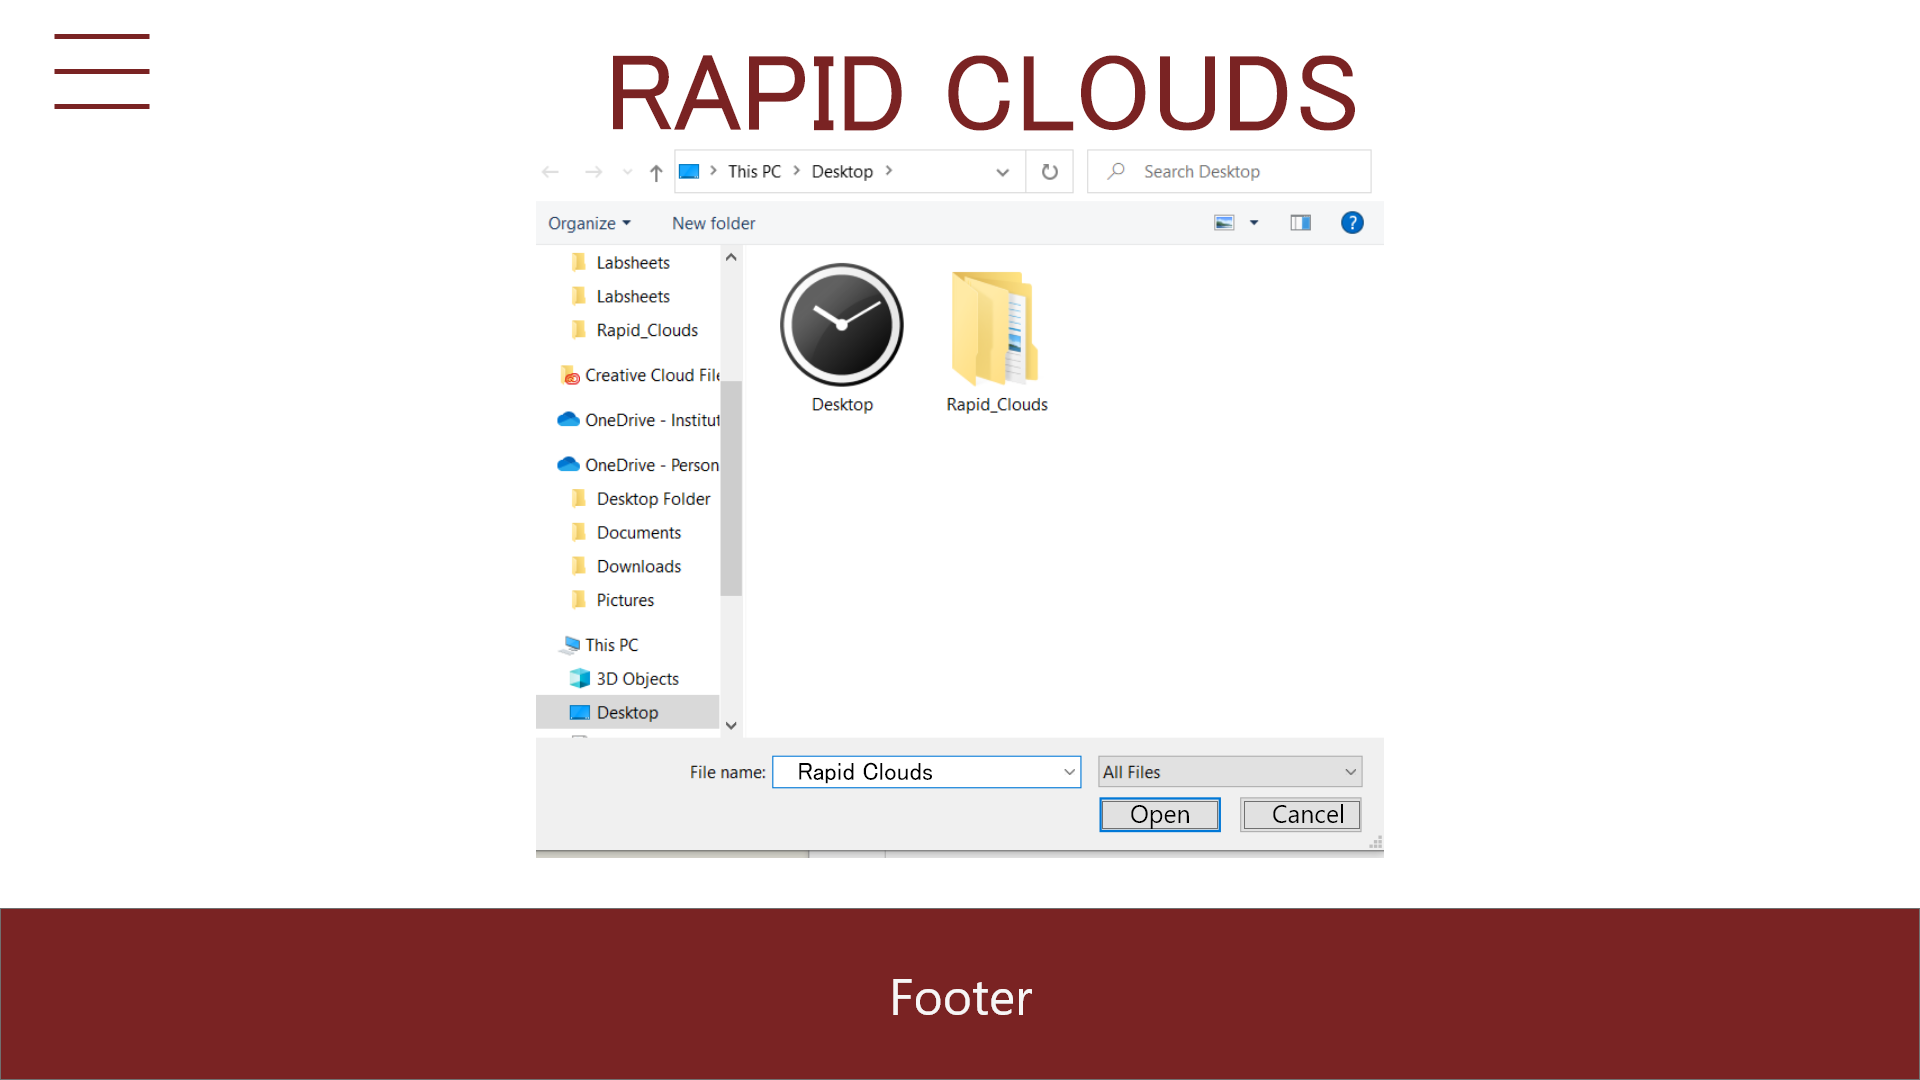 RAPID CLOUDS
This PC Desktop
Search Desktop
Organize New folder
?
Labsheets
Labsheets
Rapid_Clouds
Creative Cloud File
OneDrive - Institut
OneDrive - Person
Desktop Folder
Documents
Downloads
Pictures
This PC
3D Objects
Desktop
Desktop
Rapid_Clouds
File name: Rapid Clouds
All Files
Open
Cancel
Footer